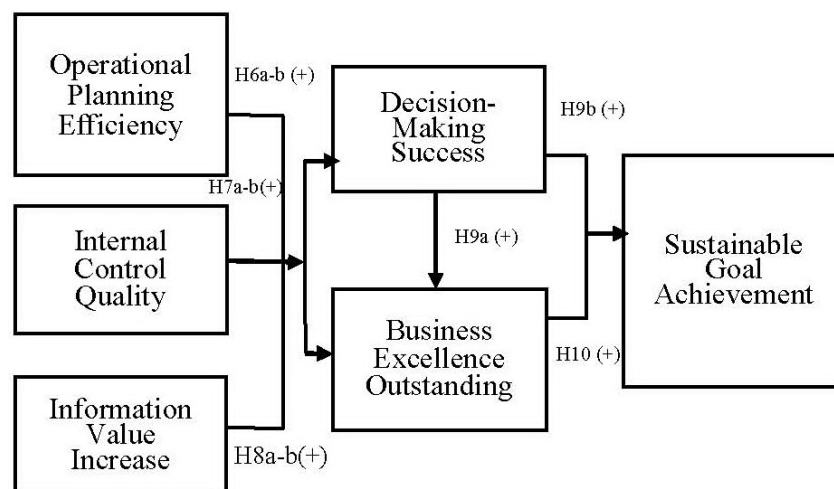 Operational
Planning
Efficiency
H6a-b (+)
H7a-b(+)
Internal
Control
Quality
Information
Value
Increase
H8a-b(+)
Decision-
Making
Success
H9a (+)
Business
Excellence
Outstanding
H9b (+)
H10 (+)
Sustainable
Goal
Achievement